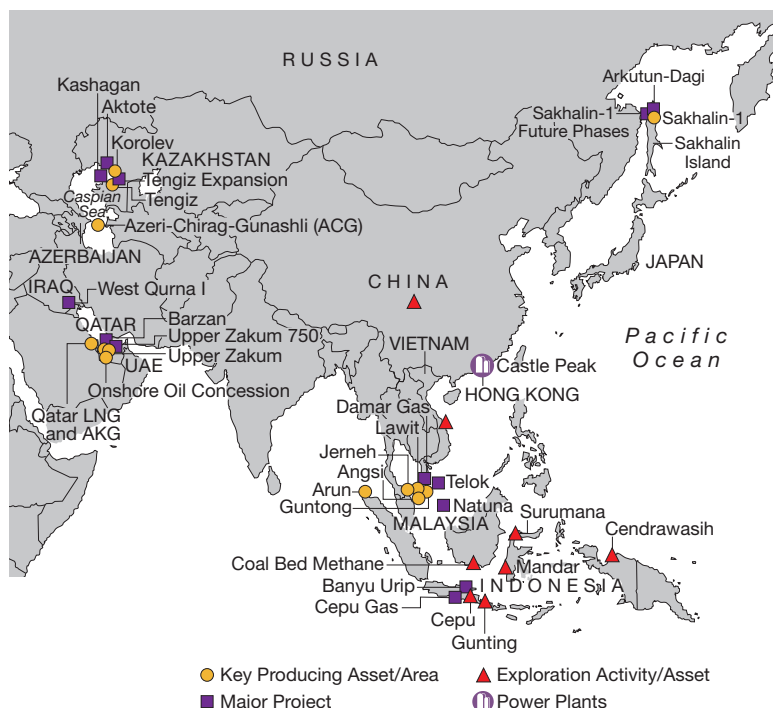 RUSSIA
Kashagan
Aktote
Korolev
KAZAKHSTAN
Tengiz Expansion
Caspian
Sea
Tengiz
Azeri-Chirag-Gunashli (ACG)
AZERBAIJAN
IRAQ
West Qurna I
QATAR
Barzan
Upper Zakum 750
Upper Zakum
UAE
Onshore Oil Concession
Qatar LNG
and AKG
Arkutun-Dagi
Sakhalin-1
Future Phases
Sakhalin-1
Sakhalin
Island
JAPAN
CHINA
Pacific
Ocean
VIETNAM
Castle Peak
HONG KONG
Damar Gas
Lawit
Jerneh
Angsi
Arun
Guntong
Telok
Natuna
MALAYSIA
Surumana
Cendrawasih
Coal Bed Methane
Mandar
Banyu Urip
INDONESIA
Cepu Gas
Cepu
Gunting
Key Producing Asset/Area
Exploration Activity/Asset
Major Project
Power Plants